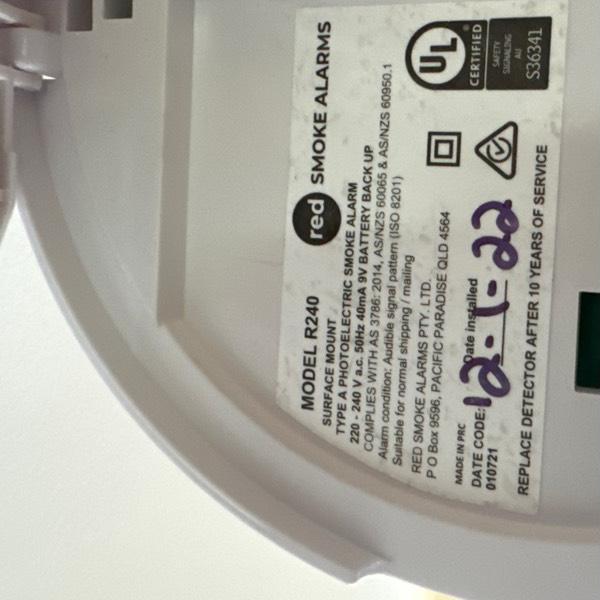 red SMOKE ALARMS
MODEL R240
SURFACE MOUNT
TYPE A PHOTOELECTRIC SMOKE ALARM
220 - 240 V a.c. 50Hz 40mA 9V BATTERY BACK UP
COMPLIES WITH AS 3786: 2014, AS/NZS 60065 & AS/NZS 60950.1
Alarm condition: Audible signal pattern (ISO 8201)
Suitable for normal shipping / mailing
RED SMOKE ALARMS PTY. LTD.
P O Box 9596, PACIFIC PARADISE QLD 4564
MADE IN PRC
Date installed
DATE CODE: 12-1-22
010721
REPLACE DETECTOR AFTER 10 YEARS OF SERVICE
UL
CERTIFIED
SAFETY
SIGNALING
AU
S36341